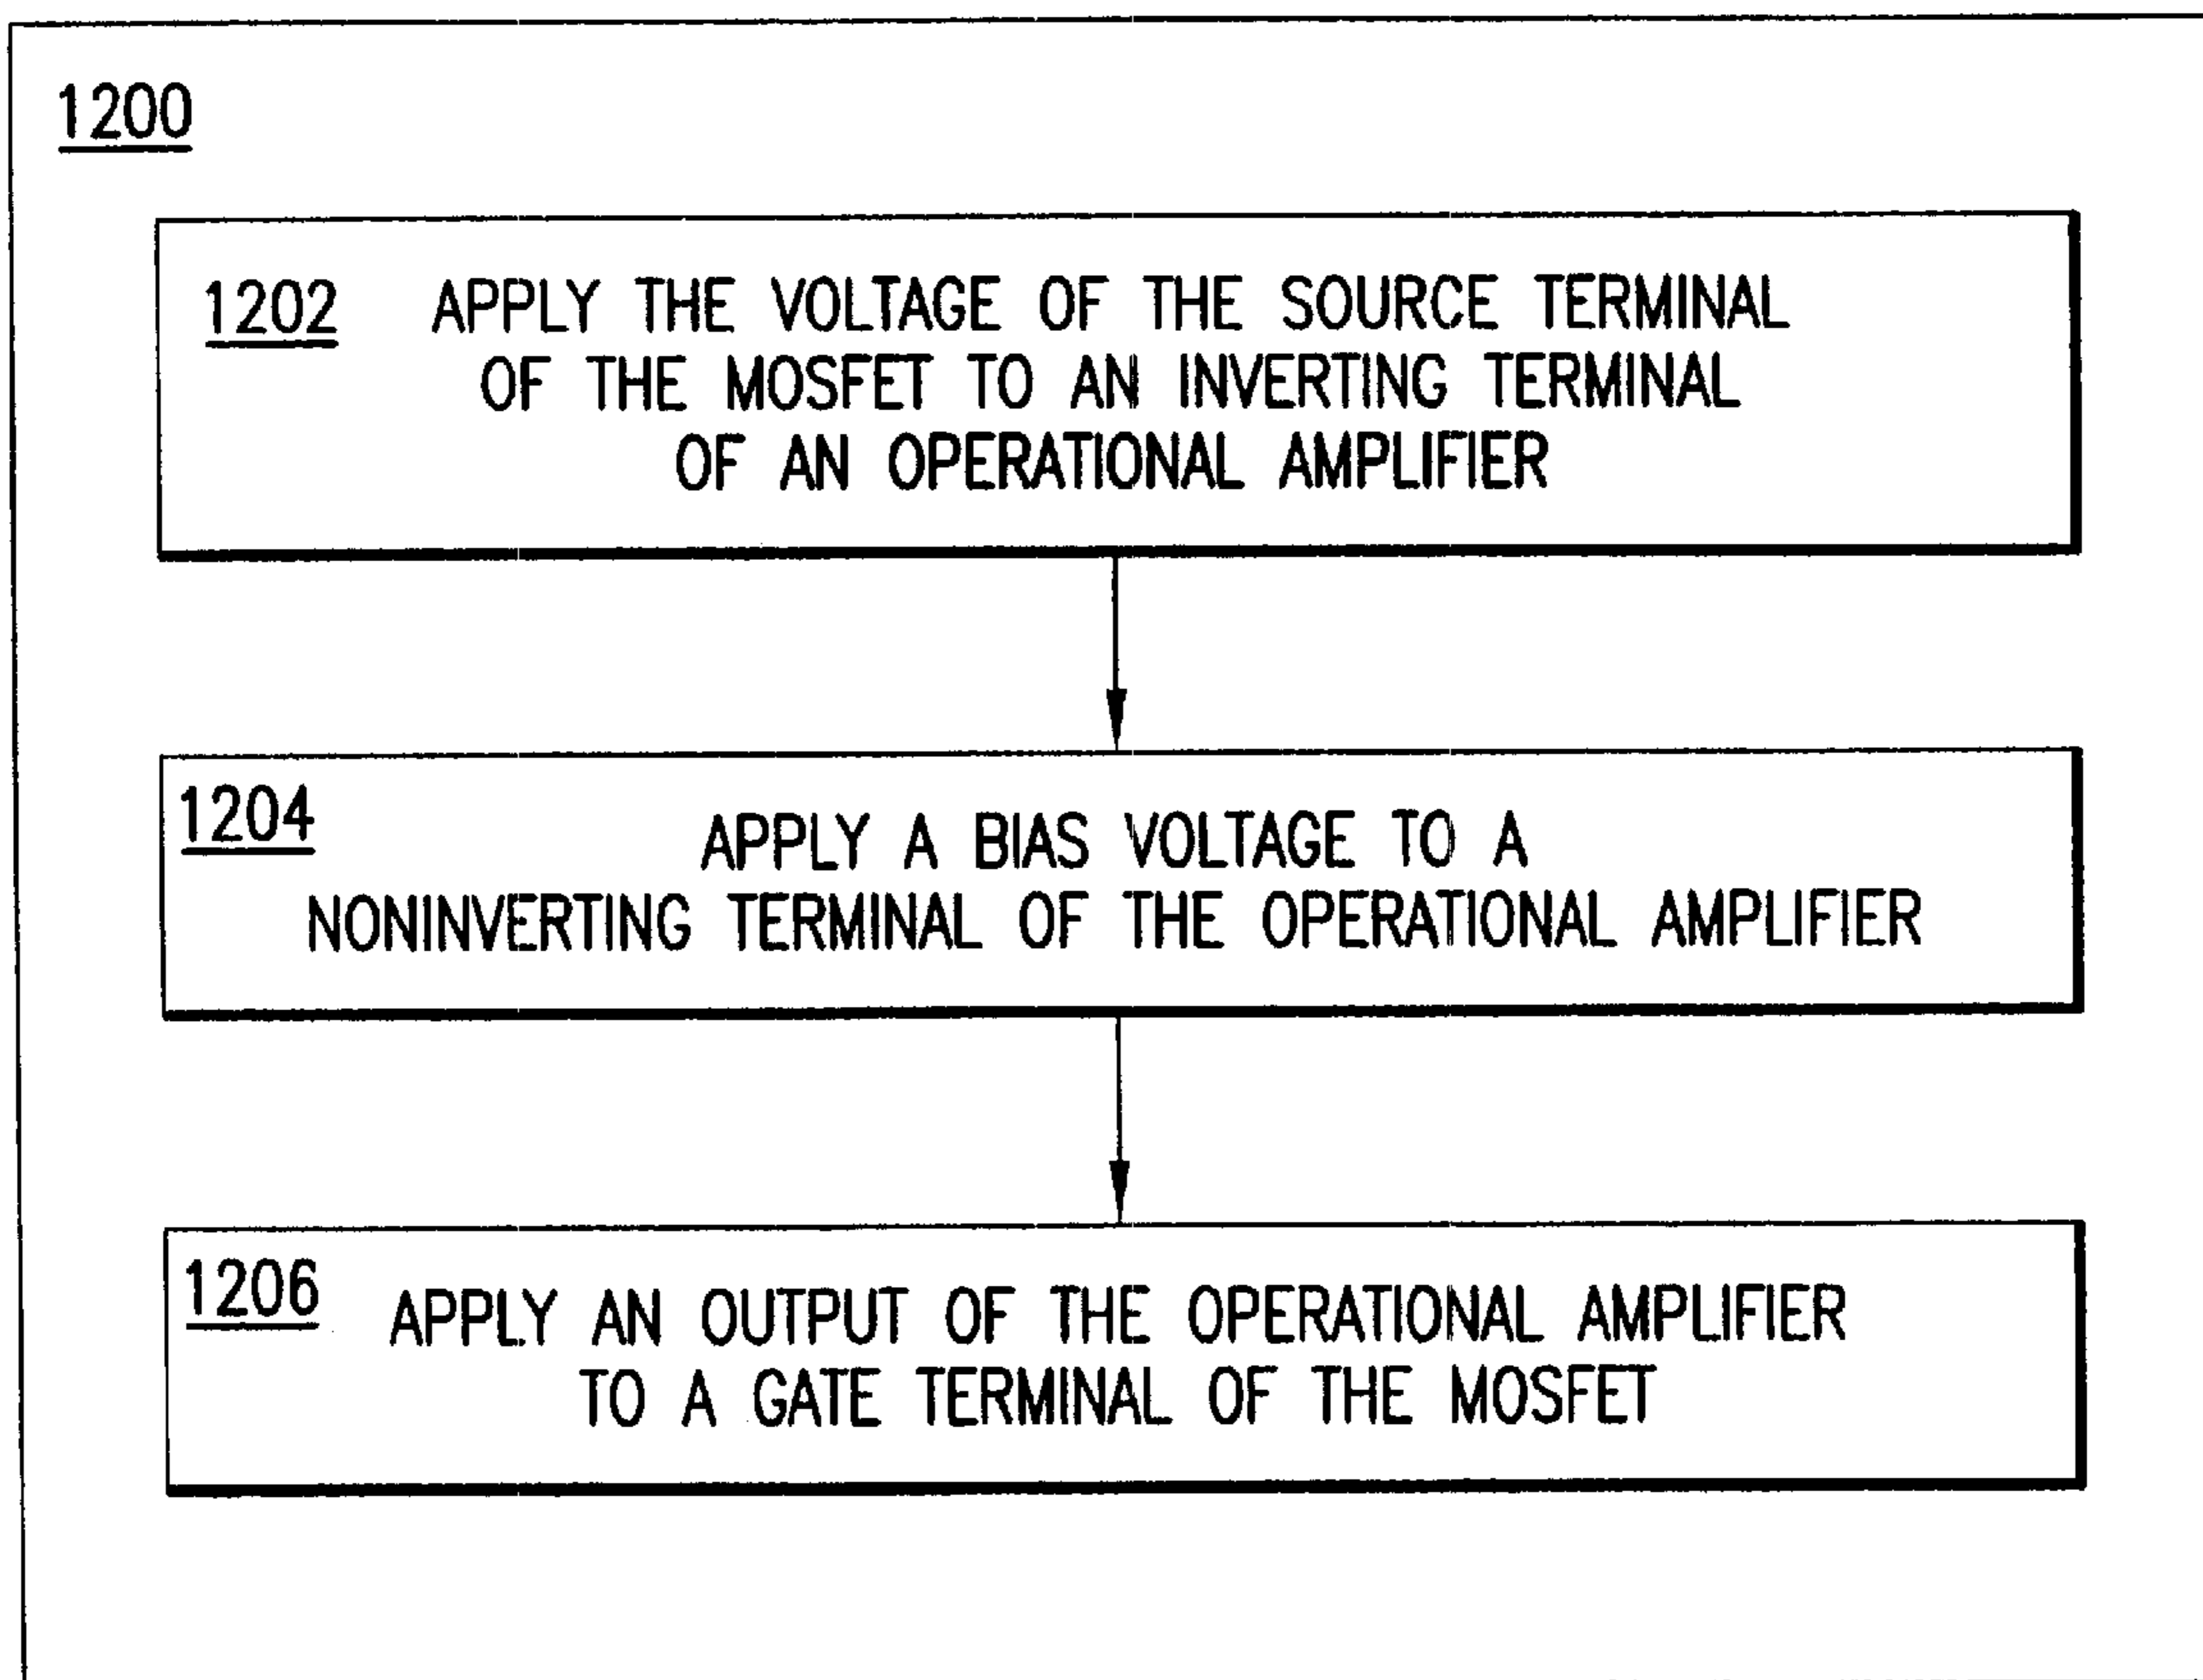 1200
1202 APPLY THE VOLTAGE OF THE SOURCE TERMINAL
OF THE MOSFET TO AN INVERTING TERMINAL
OF AN OPERATIONAL AMPLIFIER
1204
APPLY A BIAS VOLTAGE TO A
NONINVERTING TERMINAL OF THE OPERATIONAL AMPLIFIER
1206 APPLY AN OUTPUT OF THE OPERATIONAL AMPLIFIER
TO A GATE TERMINAL OF THE MOSFET